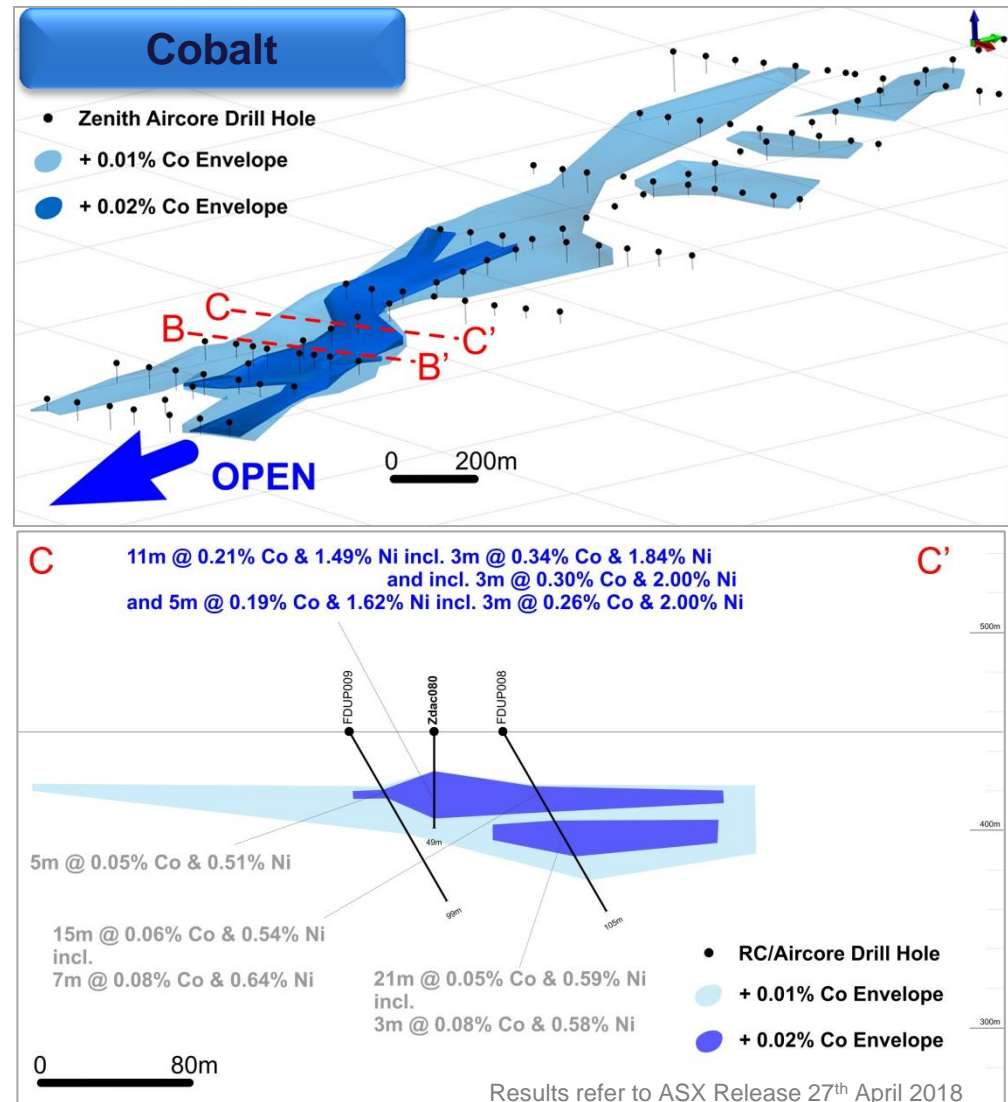 Cobalt
Zenith Aircore Drill Hole
+ 0.01% Co Envelope
+ 0.02% Co Envelope
C
C'
B
B'
OPEN
0 200m
C
C'
11m @ 0.21% Co & 1.49% Ni incl. 3m @ 0.34% Co & 1.84% Ni
and incl. 3m @ 0.30% Co & 2.00% Ni
and 5m @ 0.19% Co & 1.62% Ni incl. 3m @ 0.26% Co & 2.00% Ni
500m
FDUP009
Zdac080
FDUP008
400m
49m
5m @ 0.05% Co & 0.51% Ni
99m
105m
15m @ 0.06% Co & 0.54% Ni
incl.
7m @ 0.08% Co & 0.64% Ni
21m @ 0.05% Co & 0.59% Ni
incl.
3m @ 0.08% Co & 0.58% Ni
RC/Aircore Drill Hole
+ 0.01% Co Envelope
+ 0.02% Co Envelope
300m
0 80m
Results refer to ASX Release 27th April 2018